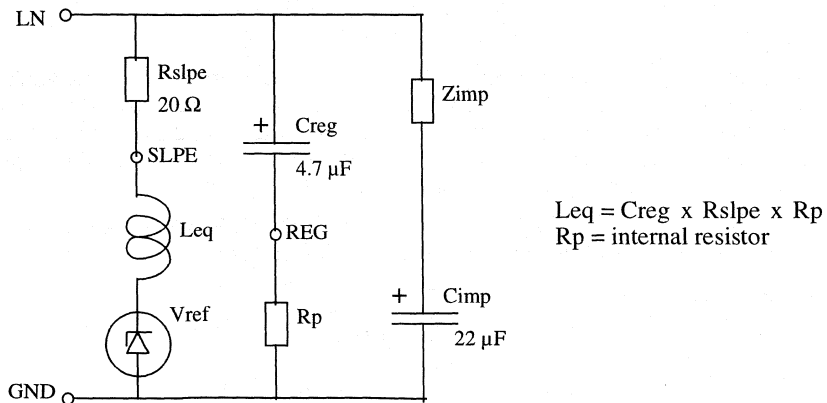 LN
Rslpe
20 Ω
SLPE
Leq
Vref
GND
+
Creg
4.7 μF
REG
Rp
Zimp
+
Cimp
22 μF
Leq = Creg x Rslpe x Rp
Rp = internal resistor